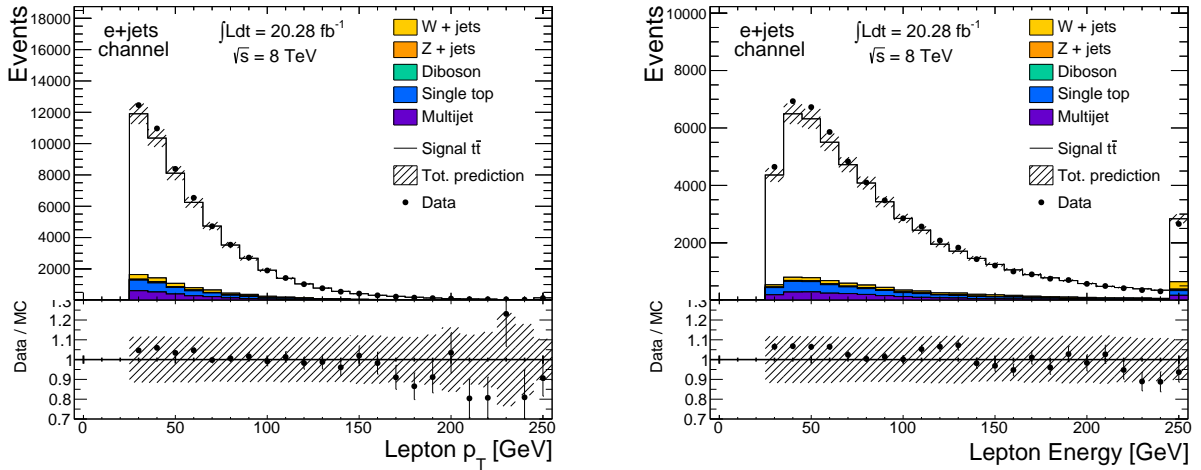 Events
18000
16000
14000
12000
10000
8000
6000
4000
2000
e+jets
channel
∫Ldt = 20.28 fb⁻¹
√s = 8 TeV
W + jets
Z + jets
Diboson
Single top
Multijet
Signal tt̄
Tot. prediction
Data
Data / MC
1.3
1.2
1.1
1
0.9
0.8
0.7
0 50 100 150 200 250
Lepton p_T [GeV]
Events
10000
8000
6000
4000
2000
0
e+jets
channel
∫Ldt = 20.28 fb⁻¹
√s = 8 TeV
W + jets
Z + jets
Diboson
Single top
Multijet
Signal tt̄
Tot. prediction
Data
Data / MC
1.3
1.2
1.1
1
0.9
0.8
0.7
0 50 100 150 200 250
Lepton Energy [GeV]